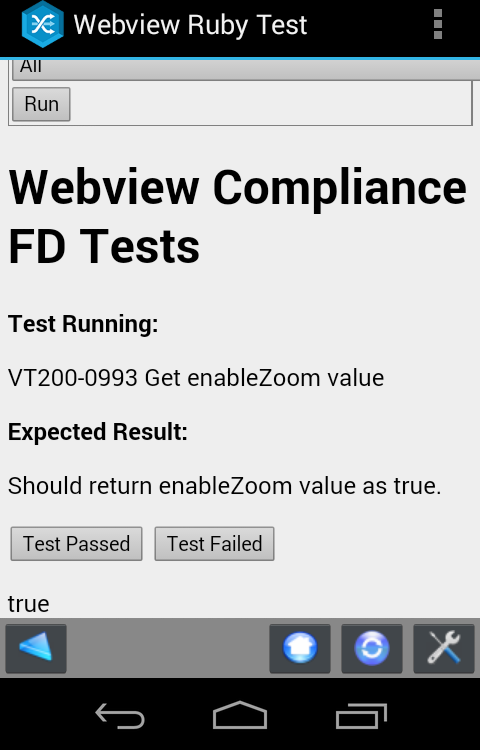 Webview Ruby Test
All
Run
Webview Compliance
FD Tests
Test Running:
VT200-0993 Get enableZoom value
Expected Result:
Should return enableZoom value as true.
Test Passed Test Failed
true